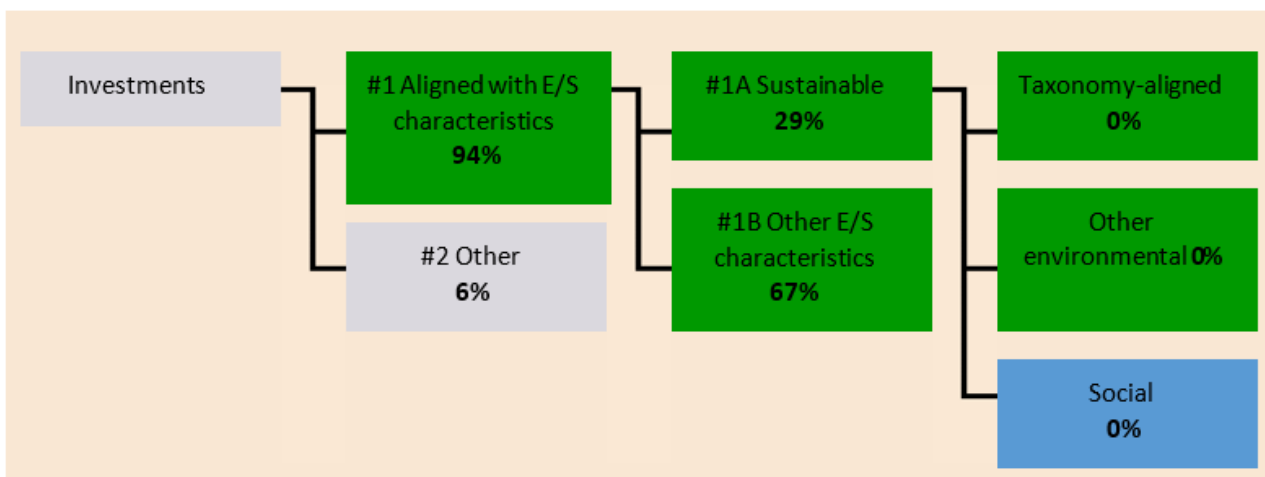 Investments
#1 Aligned with E/S
characteristics
94%
#2 Other
6%
#1A Sustainable
29%
#1B Other E/S
characteristics
67%
Taxonomy-aligned
0%
Other
environmental 0%
Social
0%